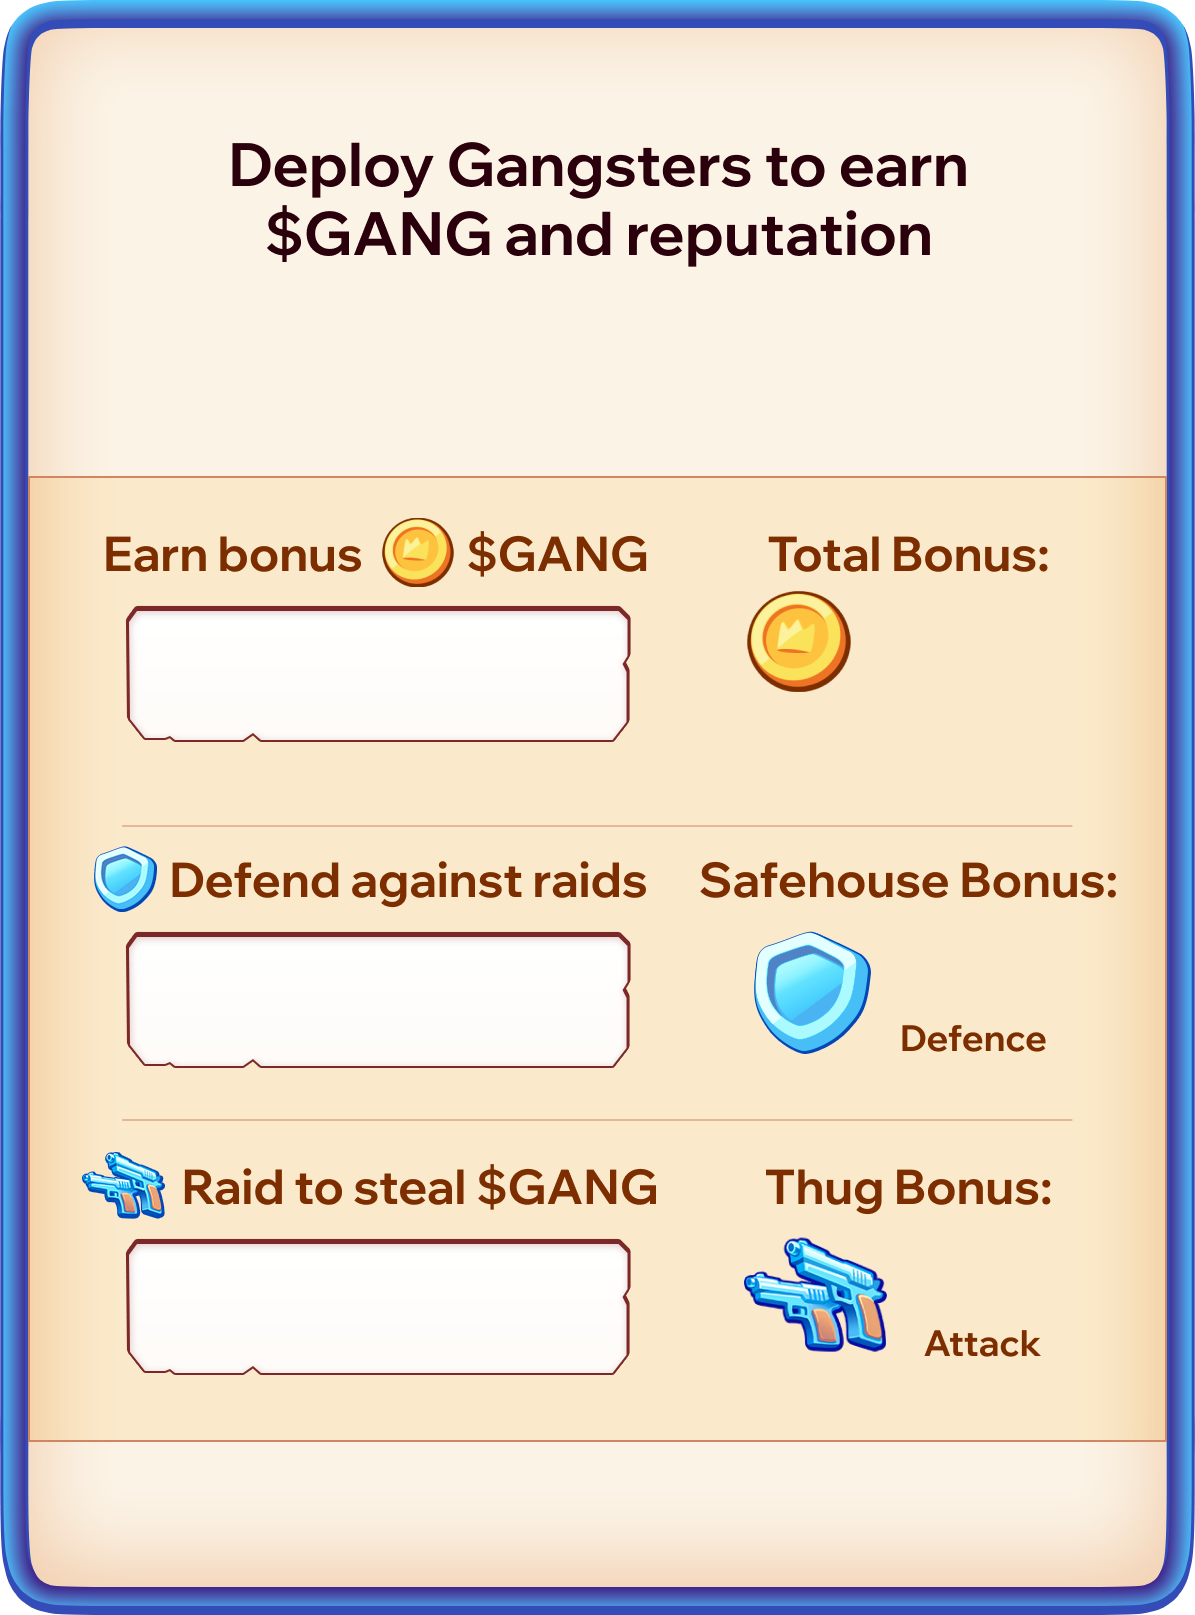 Deploy Gangsters to earn
$GANG and reputation
Earn bonus $GANG
Total Bonus:
Defend against raids
Safehouse Bonus:
Defence
Raid to steal $GANG
Thug Bonus:
Attack